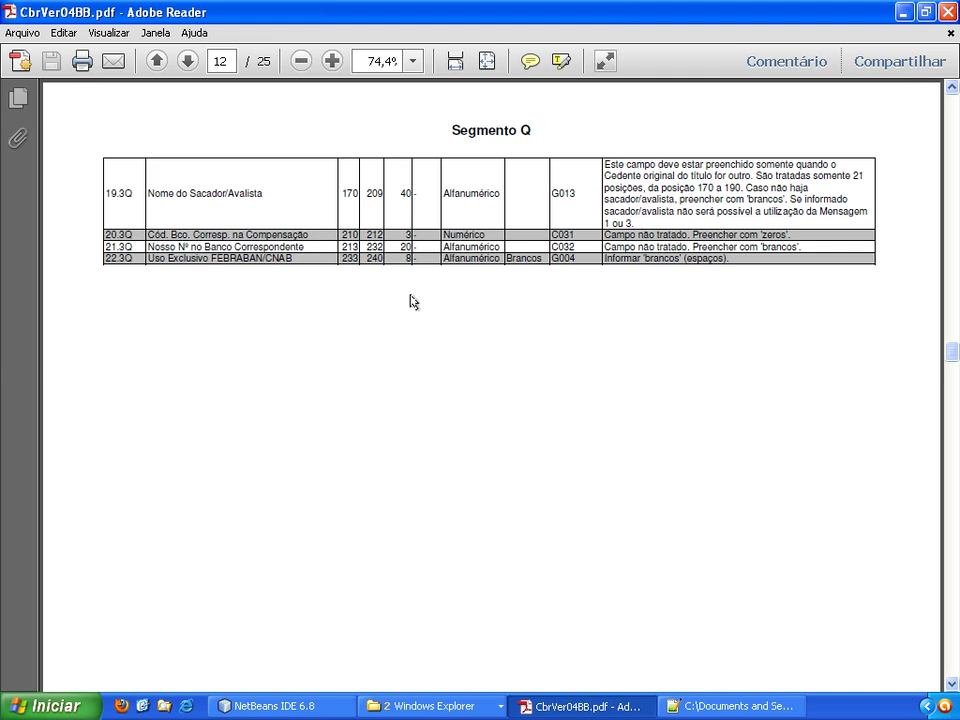 CbrVer04BB.pdf - Adobe Reader
Arquivo Editar Visualizar Janela Ajuda
12 / 25 74,4% Comentário Compartilhar
Segmento Q
19.3Q Nome do Sacador/Avalista 170 209 40 - Alfanumérico G013 Este campo deve estar preenchido somente quando o
Cedente original do título for outro. São tratadas somente 21
posições, da posição 170 a 190. Caso não haja
sacador/avalista, preencher com 'brancos'. Se informado
sacador/avalista não será possível a utilização da Mensagem
1 ou 3.
20.3Q Cód. Bco. Corresp. na Compensação 210 212 3 - Numérico C031 Campo não tratado. Preencher com 'zeros'.
21.3Q Nosso Nº no Banco Correspondente 213 232 20 - Alfanumérico C032 Campo não tratado. Preencher com 'brancos'.
22.3Q Uso Exclusivo FEBRABAN/CNAB 233 240 8 - Alfanumérico Brancos G004 Informar 'brancos' (espaços).
Iniciar NetBeans IDE 6.8 2 Windows Explorer CbrVer04BB.pdf - Ad... C:\Documents and Se...